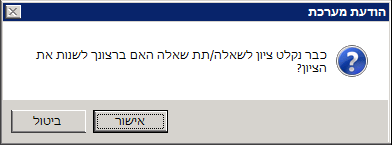 הודעת מערכת
כבר נקלט ציון לשאלה/תת שאלה האם ברצונך לשנות את
הציון?
אישור
ביטול